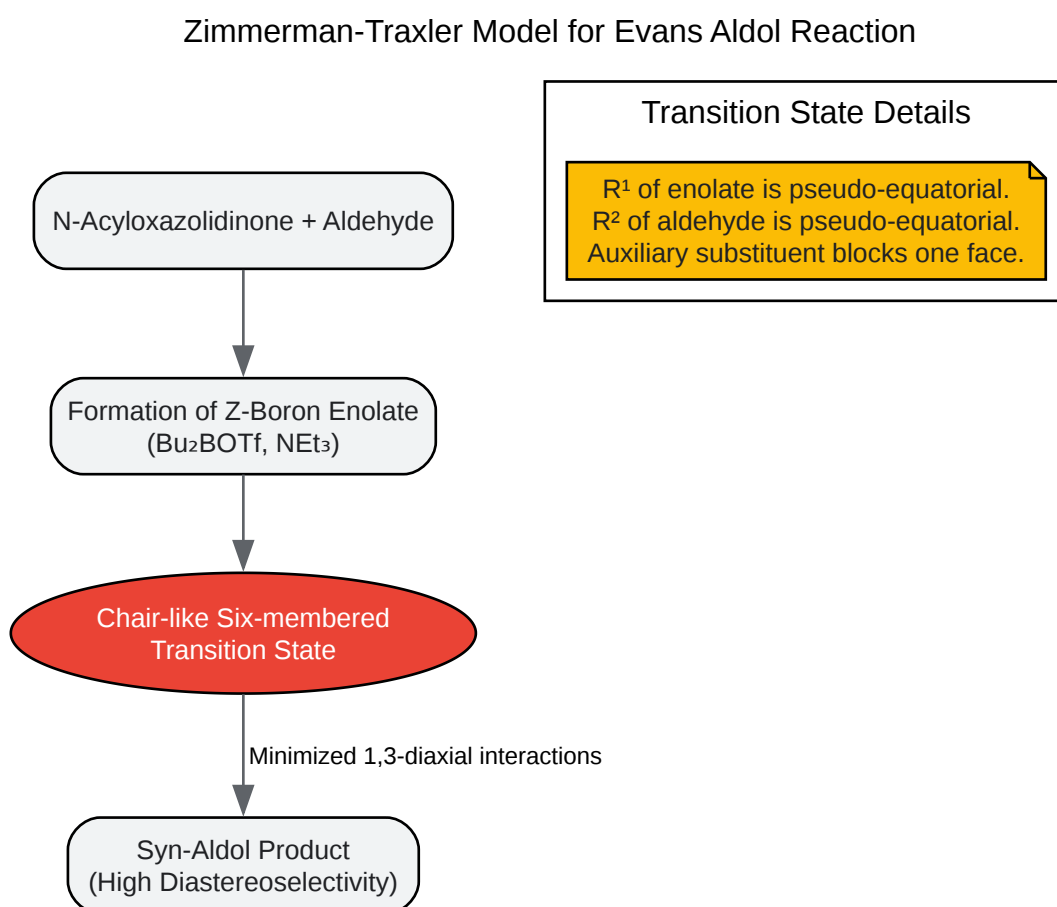 Zimmerman-Traxler Model for Evans Aldol Reaction
Transition State Details
R¹ of enolate is pseudo-equatorial.
R² of aldehyde is pseudo-equatorial.
Auxiliary substituent blocks one face.
N-Acyloxazolidinone + Aldehyde
Formation of Z-Boron Enolate
(Bu₂BOTf, NEt₃)
Chair-like Six-membered
Transition State
Minimized 1,3-diaxial interactions
Syn-Aldol Product
(High Diastereoselectivity)